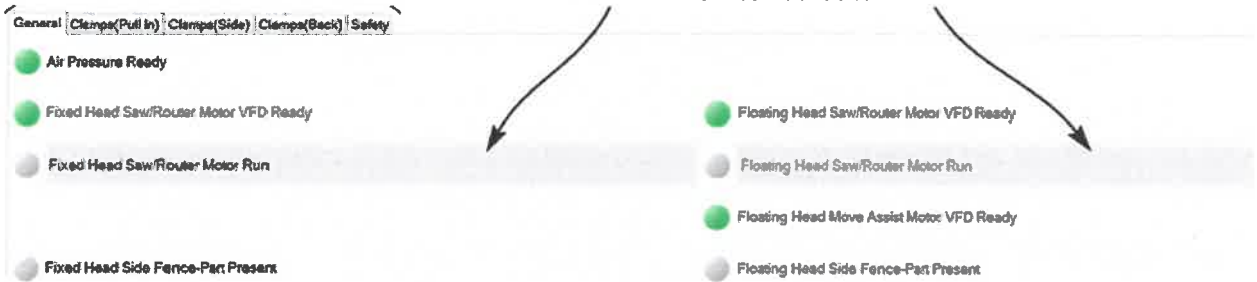 General Clamps(Pull In) Clamps(Side) Clamps(Back) Safety
Air Pressure Ready
Fixed Head Saw/Router Motor VFD Ready Floating Head Saw/Router Motor VFD Ready
Fixed Head Saw/Router Motor Run Floating Head Saw/Router Motor Run
Floating Head Move Assist Motor VFD Ready
Fixed Head Side Fence-Part Present Floating Head Side Fence-Part Present